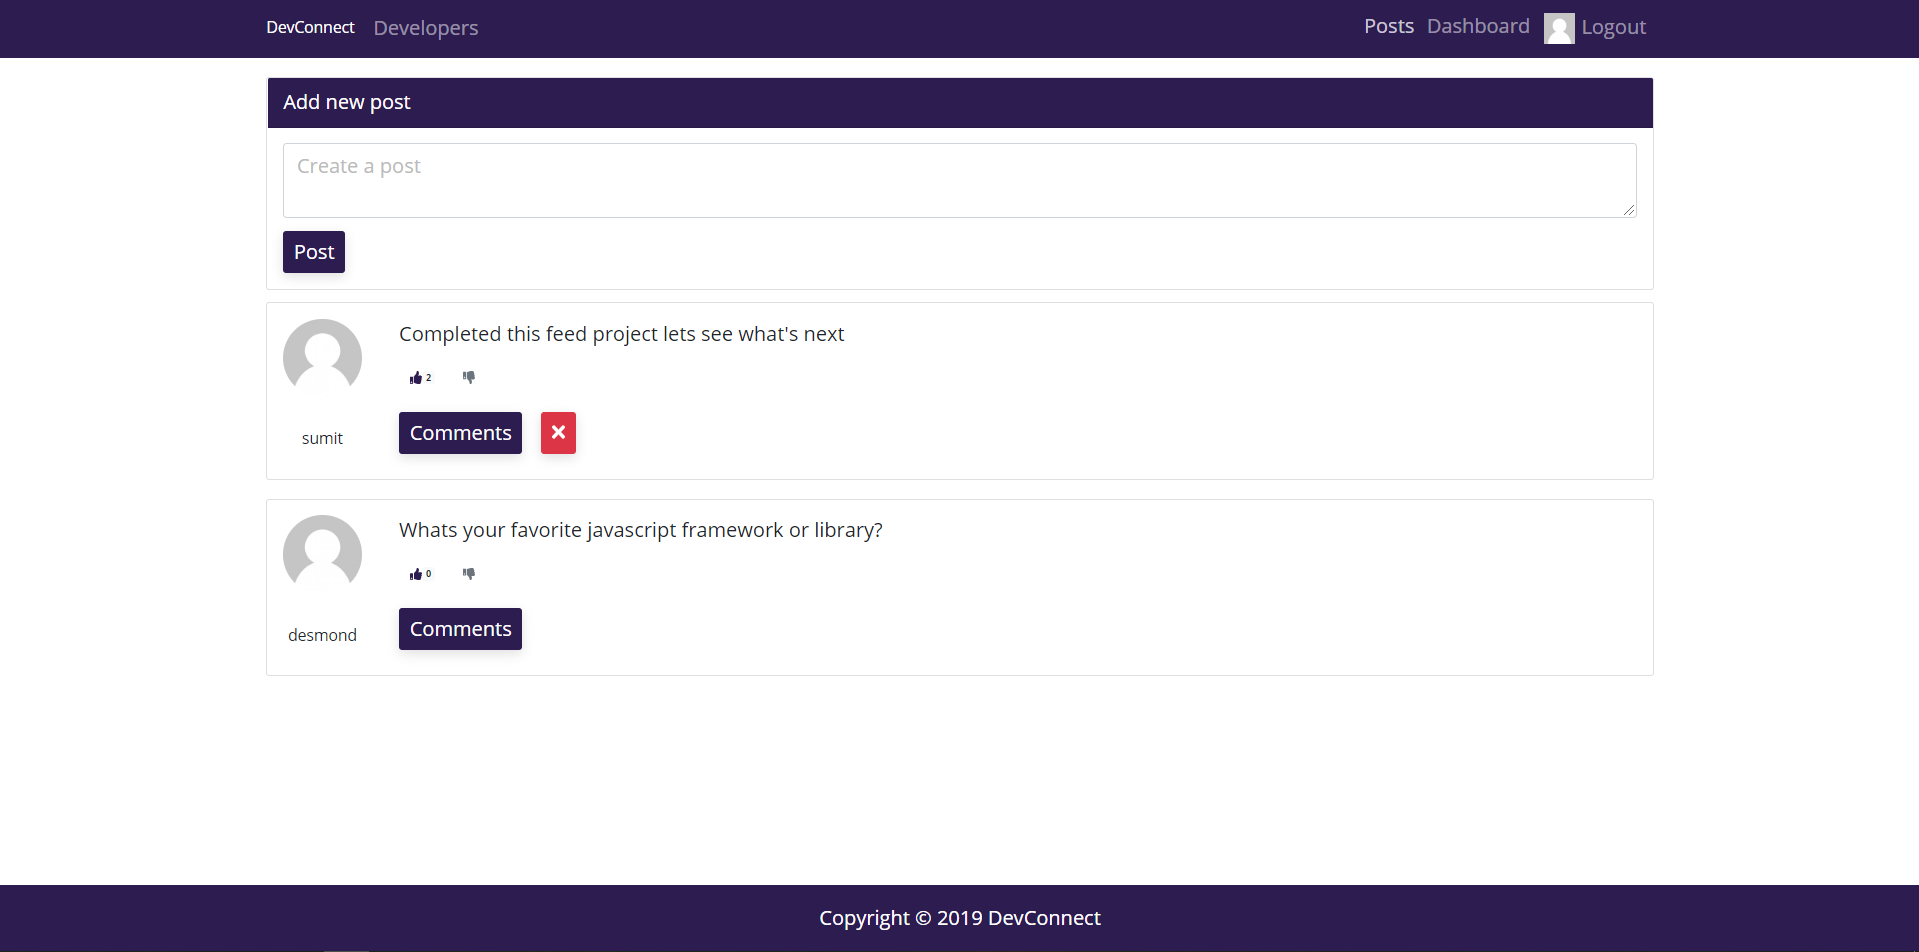 DevConnect Developers Posts Dashboard Logout
Add new post
Create a post
Post
Completed this feed project lets see what's next
2
sumit
Comments
Whats your favorite javascript framework or library?
0
desmond
Comments
Copyright © 2019 DevConnect